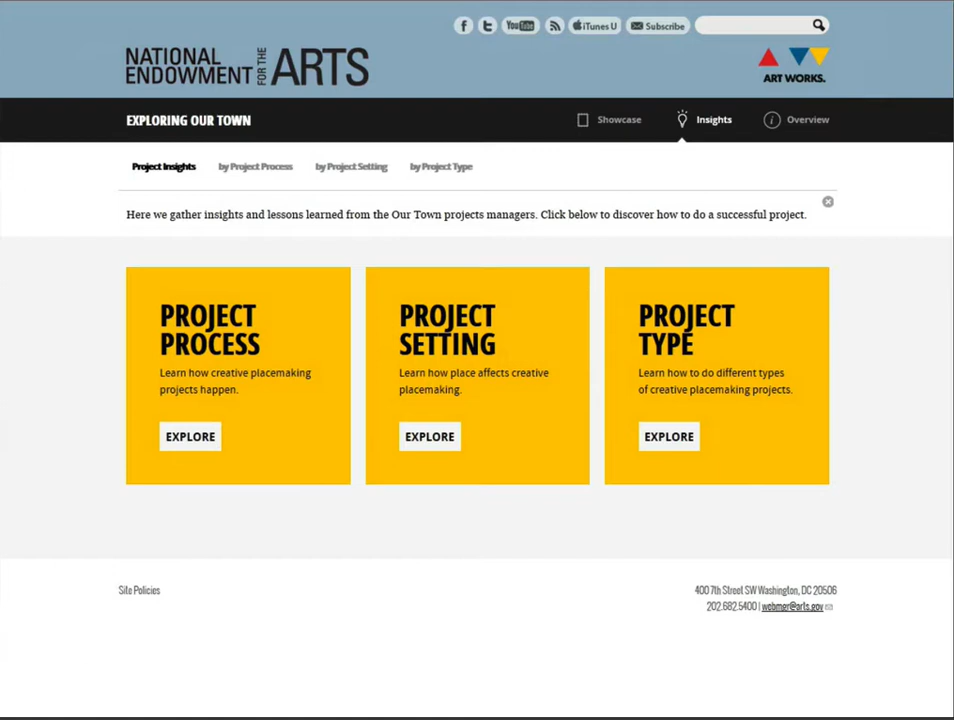 You Tube
iTunes U
Subscribe
NATIONAL ENDOWMENT FOR THE ARTS
ART WORKS.
EXPLORING OUR TOWN
Showcase
Insights
Overview
Project Insights
by Project Process
by Project Setting
by Project Type
Here we gather insights and lessons learned from the Our Town projects managers. Click below to discover how to do a successful project.
PROJECT
PROCESS
Learn how creative placemaking
projects happen.
EXPLORE
PROJECT
SETTING
Learn how place affects creative
placemaking.
EXPLORE
PROJECT
TYPE
Learn how to do different types
of creative placemaking projects.
EXPLORE
Site Policies
400 7th Street SW Washington, DC 20506
202.682.5400 | webmgr@arts.gov